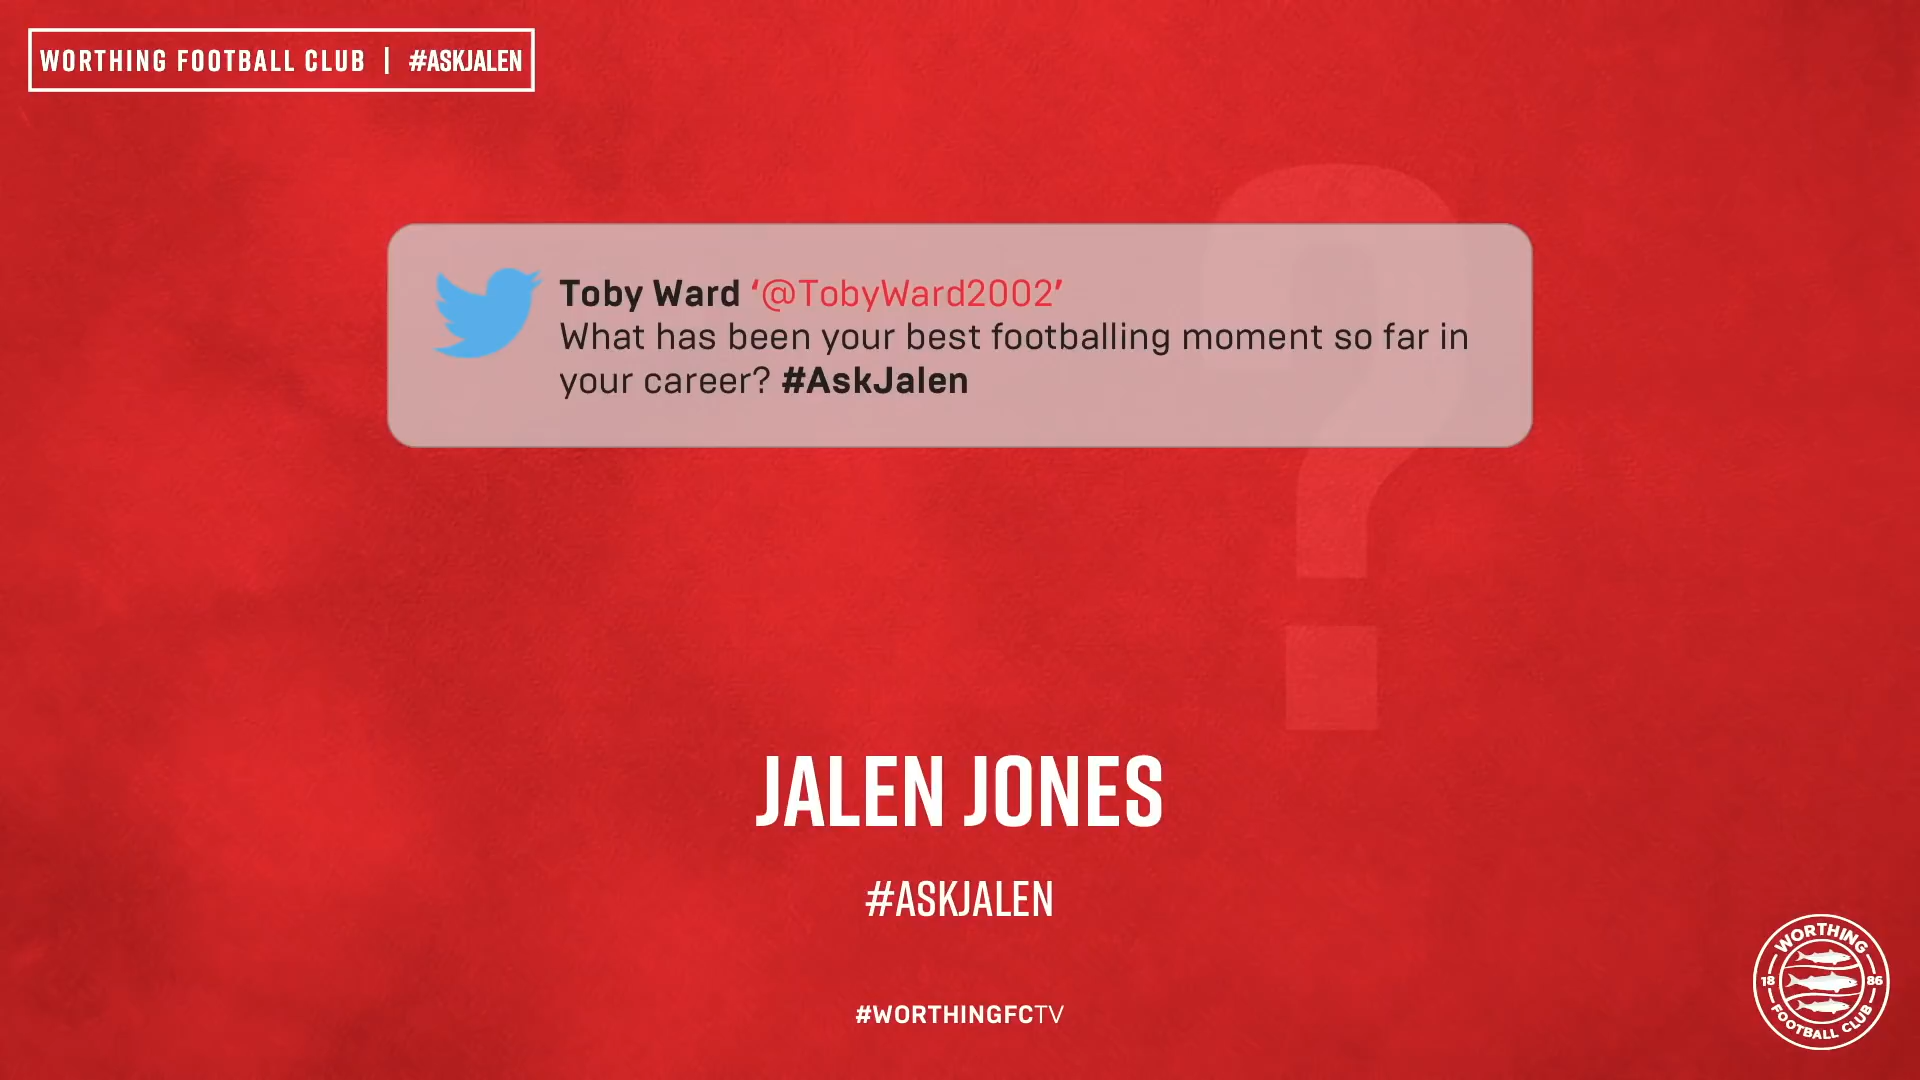 WORTHING FOOTBALL CLUB | #ASKJALEN
Toby Ward ‘@TobyWard2002’
What has been your best footballing moment so far in
your career? #AskJalen
JALEN JONES
#ASKJALEN
#WORTHINGFCTV
WORTHING
18 86
FOOTBALL CLUB